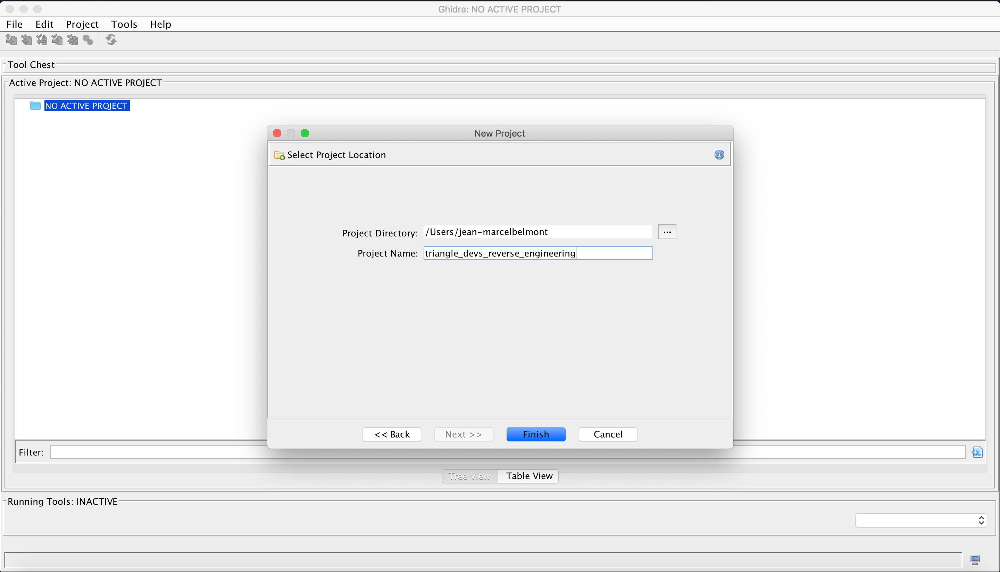 Ghidra: NO ACTIVE PROJECT
File Edit Project Tools Help
Tool Chest
Active Project: NO ACTIVE PROJECT
NO ACTIVE PROJECT
New Project
Select Project Location
Project Directory: /Users/jean-marcelbelmont ...
Project Name: triangle_devs_reverse_engineering
<< Back Next >> Finish Cancel
Filter:
Tree View Table View
Running Tools: INACTIVE